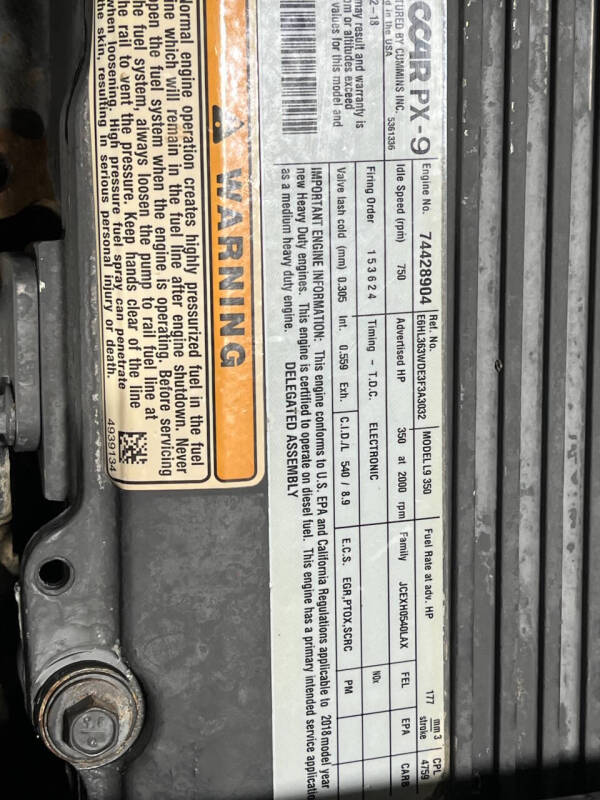 CCAR PX-9
TURED BY CUMMINS INC. 5361336
in the USA
2-18
may result and warranty is
om or altitudes exceed
values for this model and
Engine No. 74428904 Ref. No. E6HL363WDE3F3A3032 MODEL L9 350 Fuel Rate at adv. HP 177 mm 3 stroke CPL 4759
Idle Speed (rpm) 750 Advertised HP 350 at 2000 rpm Family JCEXH0540LAX FEL EPA CARB
Firing Order 1 5 3 6 2 4 Timing - T.D.C. ELECTRONIC NOx
Valve lash cold (mm) 0.305 Int. 0.559 Exh. C.I.D./L 540 / 8.9 E.C.S. EGR,PTOX,SCRC PM
IMPORTANT ENGINE INFORMATION: This engine conforms to U.S. EPA and California Regulations applicable to 2018 model year
new Heavy Duty engines. This engine is certified to operate on diesel fuel. This engine has a primary intended service applicatio
as a medium heavy duty engine. DELEGATED ASSEMBLY
WARNING
Normal engine operation creates highly pressurized fuel in the fuel
ine which will remain in the fuel line after engine shutdown. Never
open the fuel system when the engine is operating. Before servicing
he fuel system, always loosen the pump to rail fuel line at
he rail to vent the pressure. Keep hands clear of the line
when loosening. High pressure fuel spray can penetrate
he skin, resulting in serious personal injury or death.
4939134